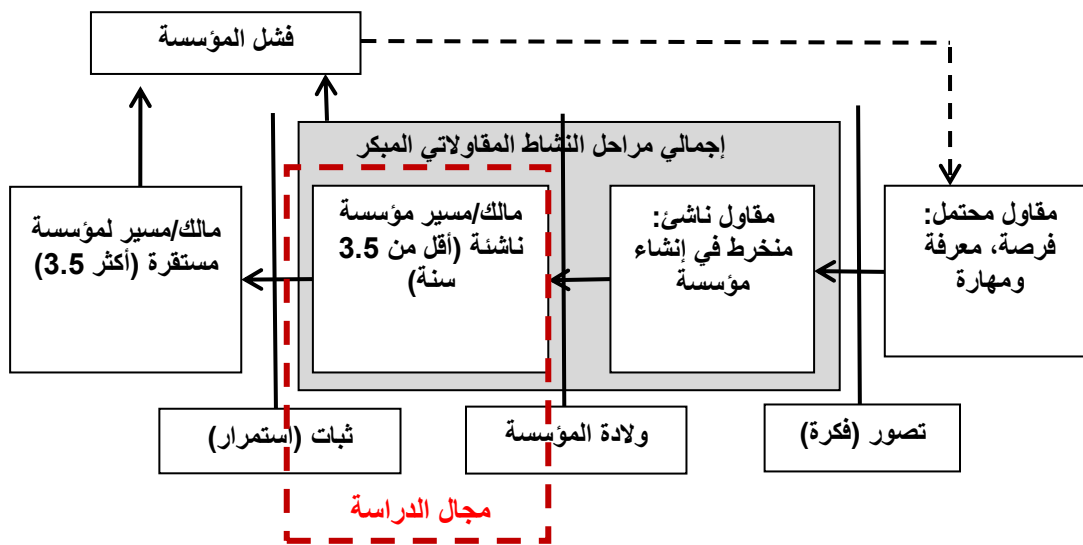 فشل المؤسسة
إجمالي مراحل النشاط المقاولاتي المبكر
مقاول محتمل:
فرصة، معرفة
ومهارة
مقاول ناشئ:
منخرط في إنشاء
مؤسسة
مالك/مسير مؤسسة
ناشئة (أقل من 3.5
سنة)
مالك/مسير لمؤسسة
مستقرة (أكثر 3.5)
تصور (فكرة)
ولادة المؤسسة
ثبات (استمرار)
مجال الدراسة